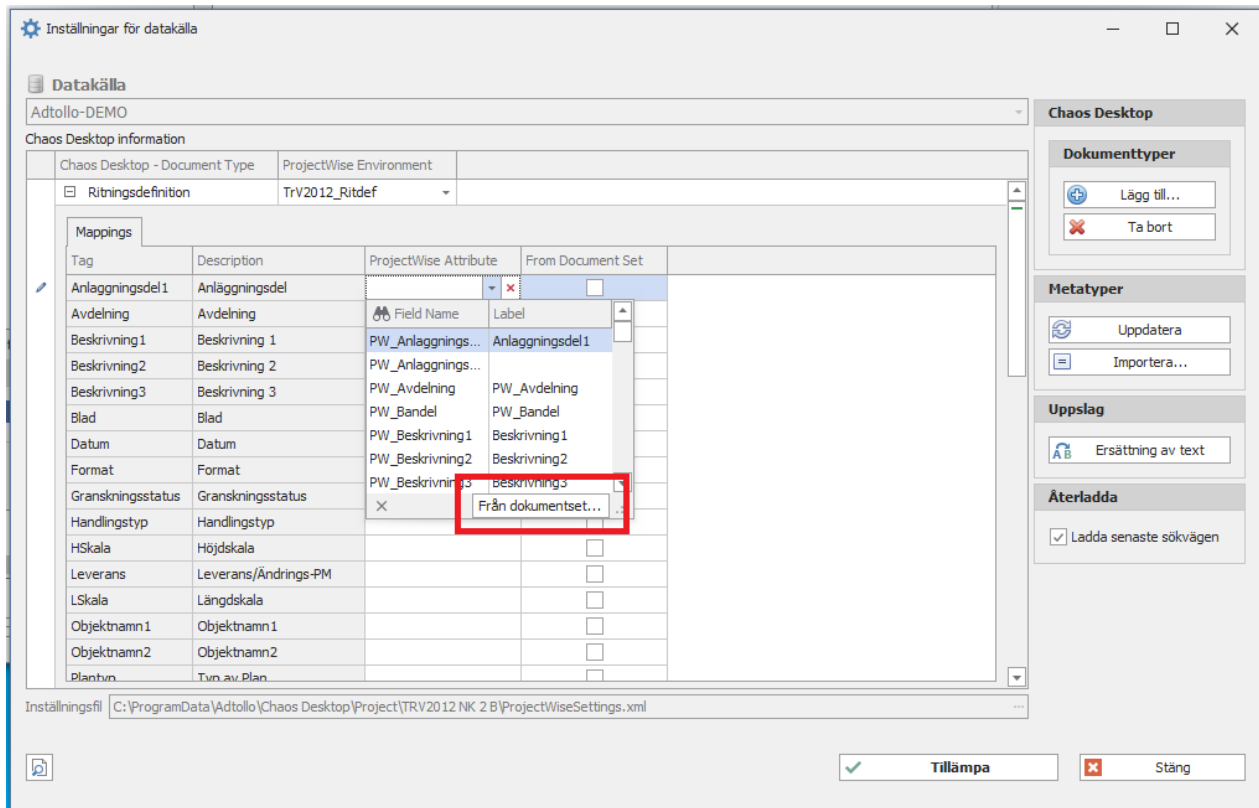 Inställningar för datakälla
Datakälla
Adtollo-DEMO
Chaos Desktop information
Chaos Desktop - Document Type ProjectWise Environment
Ritningsdefinition TrV2012_Ritdef
Mappings
Tag Description ProjectWise Attribute From Document Set
Anlaggningsdel1 Anläggningsdel
Avdelning Avdelning
Beskrivning1 Beskrivning 1
Beskrivning2 Beskrivning 2
Beskrivning3 Beskrivning 3
Blad Blad
Datum Datum
Format Format
Granskningsstatus Granskningsstatus
Handlingstyp Handlingstyp
HSkala Höjdskala
Leverans Leverans/Ändrings-PM
LSkala Längdskala
Objektnamn1 Objektnamn1
Objektnamn2 Objektnamn2
Plantyp Typ av Plan
Field Name Label
PW_Anlaggnings... Anlaggningsdel1
PW_Anlaggnings...
PW_Avdelning PW_Avdelning
PW_Bandel PW_Bandel
PW_Beskrivning1 Beskrivning1
PW_Beskrivning2 Beskrivning2
PW_Beskrivning3 Beskrivning3
Från dokumentset...
Inställningsfil C:\ProgramData\Adtollo\Chaos Desktop\Project\TRV2012 NK 2 B\ProjectWiseSettings.xml
Chaos Desktop
Dokumenttyper
Lägg till...
Ta bort
Metatyper
Uppdatera
Importera...
Uppslag
Ersättning av text
Återladda
Ladda senaste sökvägen
Tillämpa
Stäng